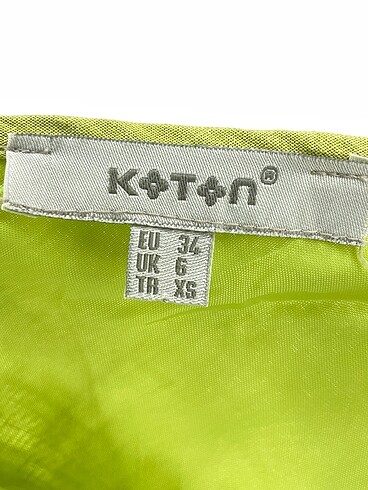 KOTON®
EU 34
UK 6
TR XS